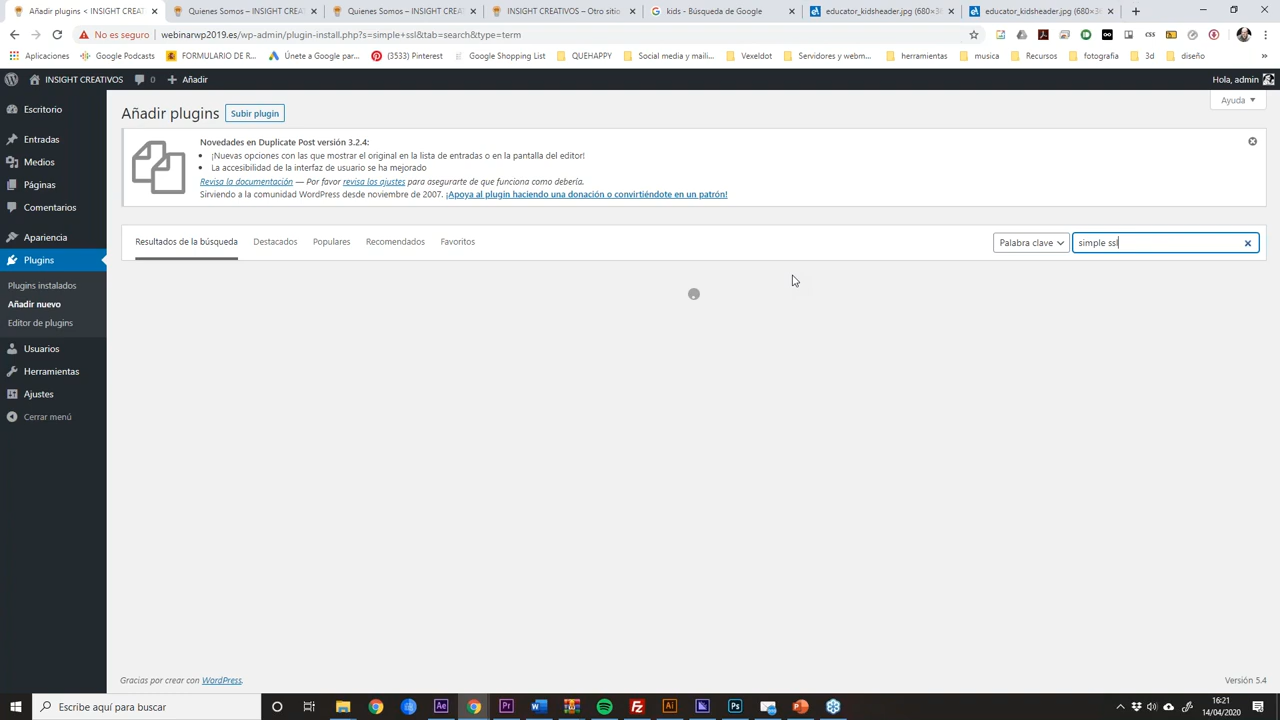 Añadir plugins < INSIGHT CREATIVOS
Quienes Somos – INSIGHT CREAT
Quienes Somos – INSIGHT CREAT
INSIGHT CREATIVOS – Otro sitio
kids - Búsqueda de Google
educator_kidsheader.jpg (680×38
educator_kidsheader.jpg (680×38
No es seguro
webinarwp2019.es/wp-admin/plugin-install.php?s=simple+ssl&tab=search&type=term
Aplicaciones
Google Podcasts
FORMULARIO DE R...
Únete a Google par...
(3533) Pinterest
Google Shopping List
QUEHAPPY
Social media y maili...
Vexeldot
Servidores y webm...
herramientas
musica
Recursos
fotografia
3d
diseño
»
INSIGHT CREATIVOS
0
Añadir
Hola, admin
Escritorio
Entradas
Medios
Páginas
Comentarios
Apariencia
Plugins
Plugins instalados
Añadir nuevo
Editor de plugins
Usuarios
Herramientas
Ajustes
Cerrar menú
Añadir plugins
Subir plugin
Ayuda
Novedades en Duplicate Post versión 3.2.4:
• ¡Nuevas opciones con las que mostrar el original en la lista de entradas o en la pantalla del editor!
• La accesibilidad de la interfaz de usuario se ha mejorado
Revisa la documentación — Por favor revisa los ajustes para asegurarte de que funciona como debería.
Sirviendo a la comunidad WordPress desde noviembre de 2007. ¡Apoya al plugin haciendo una donación o convirtiéndote en un patrón!
Resultados de la búsqueda
Destacados
Populares
Recomendados
Favoritos
Palabra clave
simple ssl
Gracias por crear con WordPress.
Versión 5.4
Escribe aquí para buscar
Ae
Pr
Ai
Ps
16:21
14/04/2020